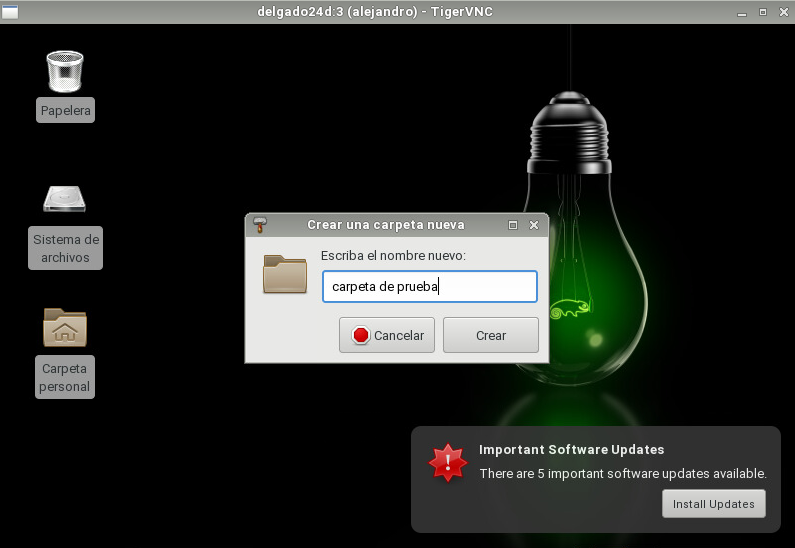 delgado24d:3 (alejandro) - TigerVNC
Papelera
Sistema de
archivos
Carpeta
personal
Crear una carpeta nueva
Escriba el nombre nuevo:
carpeta de prueba
Cancelar
Crear
Important Software Updates
There are 5 important software updates available.
Install Updates